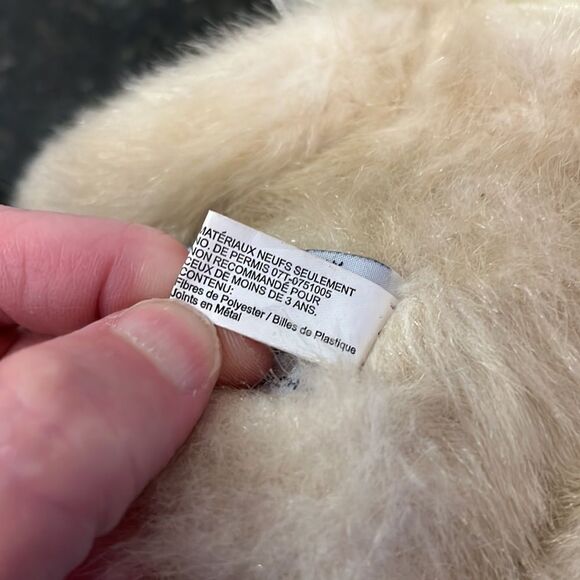 MATÉRIAUX NEUFS SEULEMENT
NO. DE PERMIS 07T-0751005
NON RECOMMANDÉ POUR
CEUX DE MOINS DE 3 ANS.
CONTENU:
Fibres de Polyester / Billes de Plastique
Joints en Métal